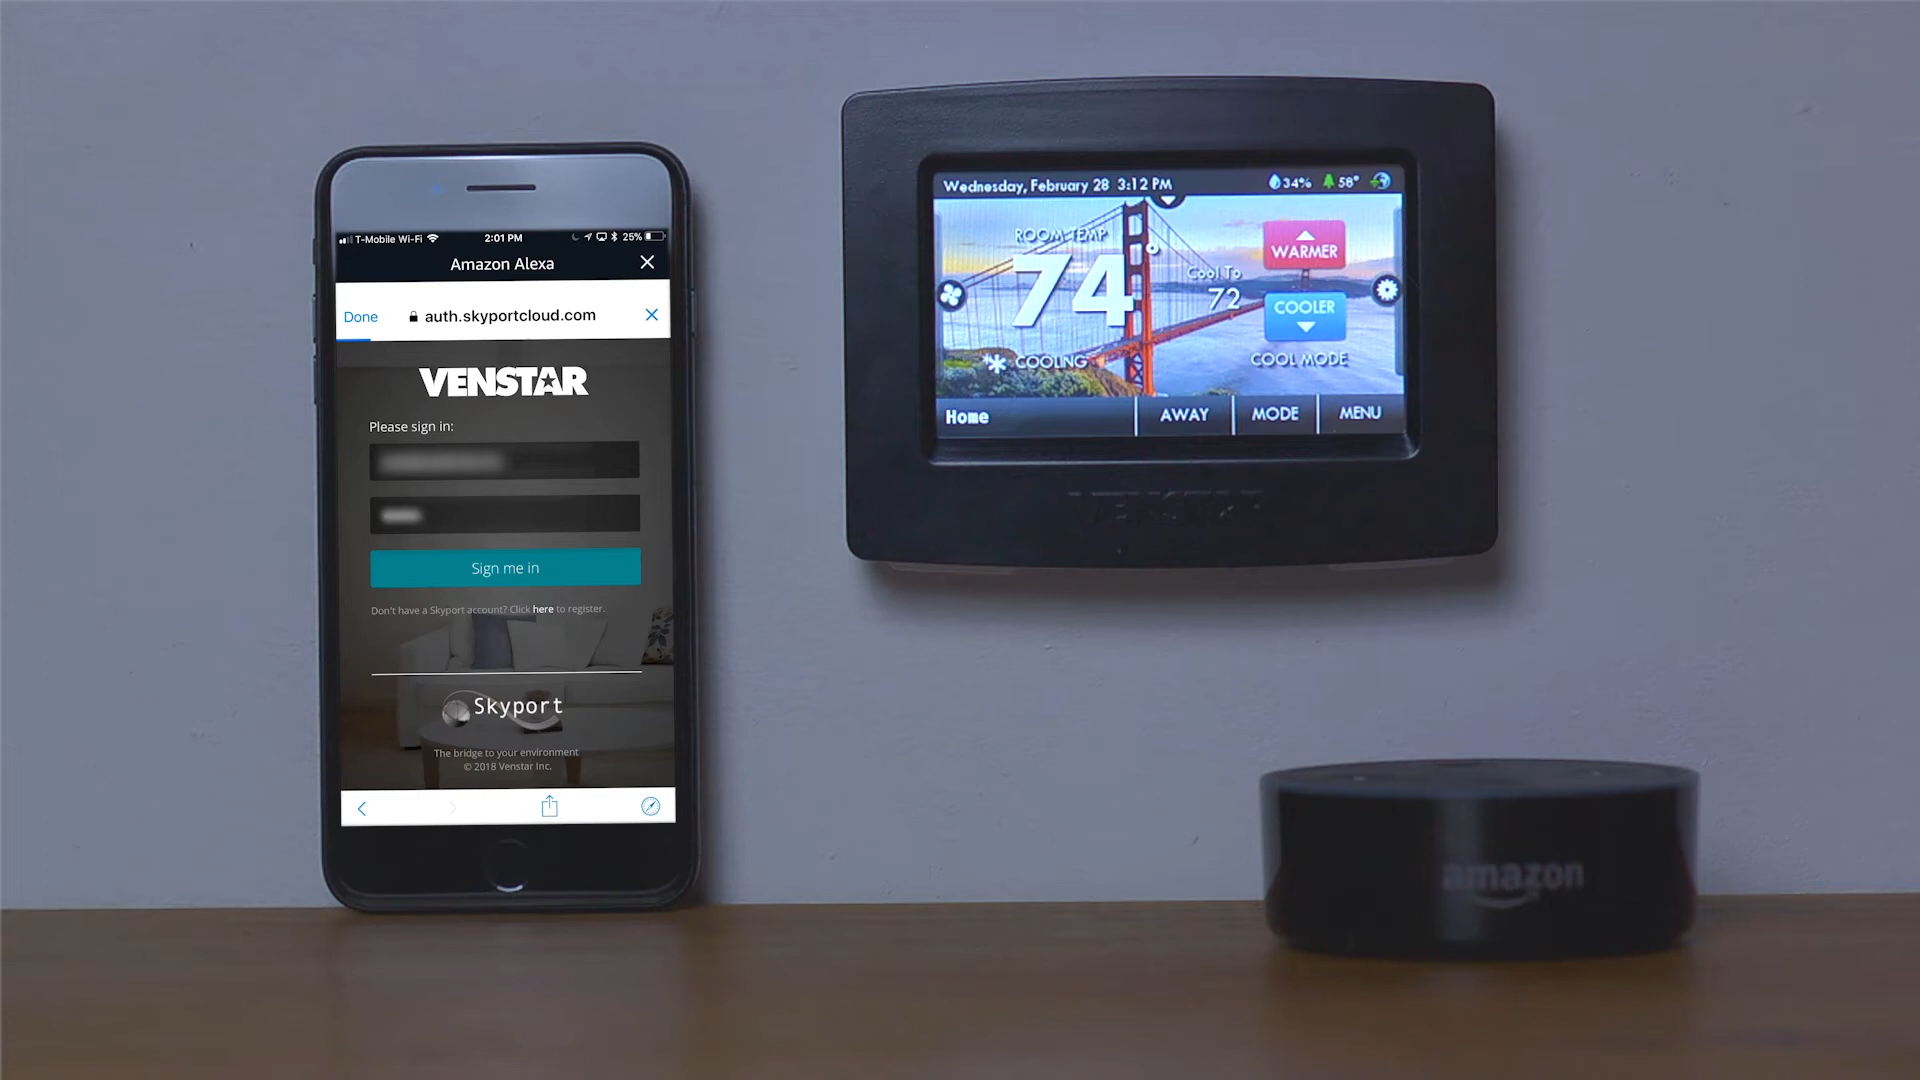 T-Mobile Wi-Fi 2:01 PM 25%
Amazon Alexa
Done auth.skyportcloud.com
VENSTAR
Please sign in:
Sign me in
Don't have a Skyport account? Click here to register.
Skyport
The bridge to your environment
© 2018 Venstar Inc.
Wednesday, February 28 3:12 PM 34% 58°
ROOM TEMP
74°
Cool To
72
WARMER
COOLER
COOLING
COOL MODE
Home AWAY MODE MENU
VENSTAR
amazon